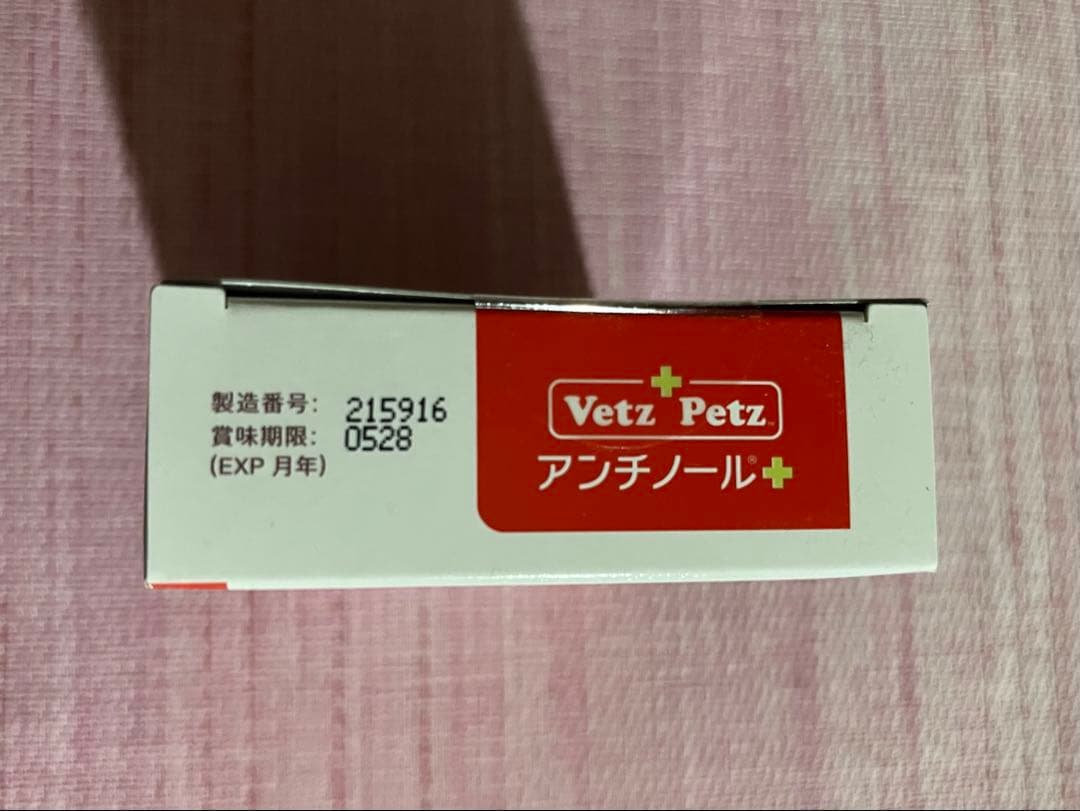 製造番号: 215916
賞味期限: 0528
(EXP 月年)
Vetz Petz™
アンチノール®